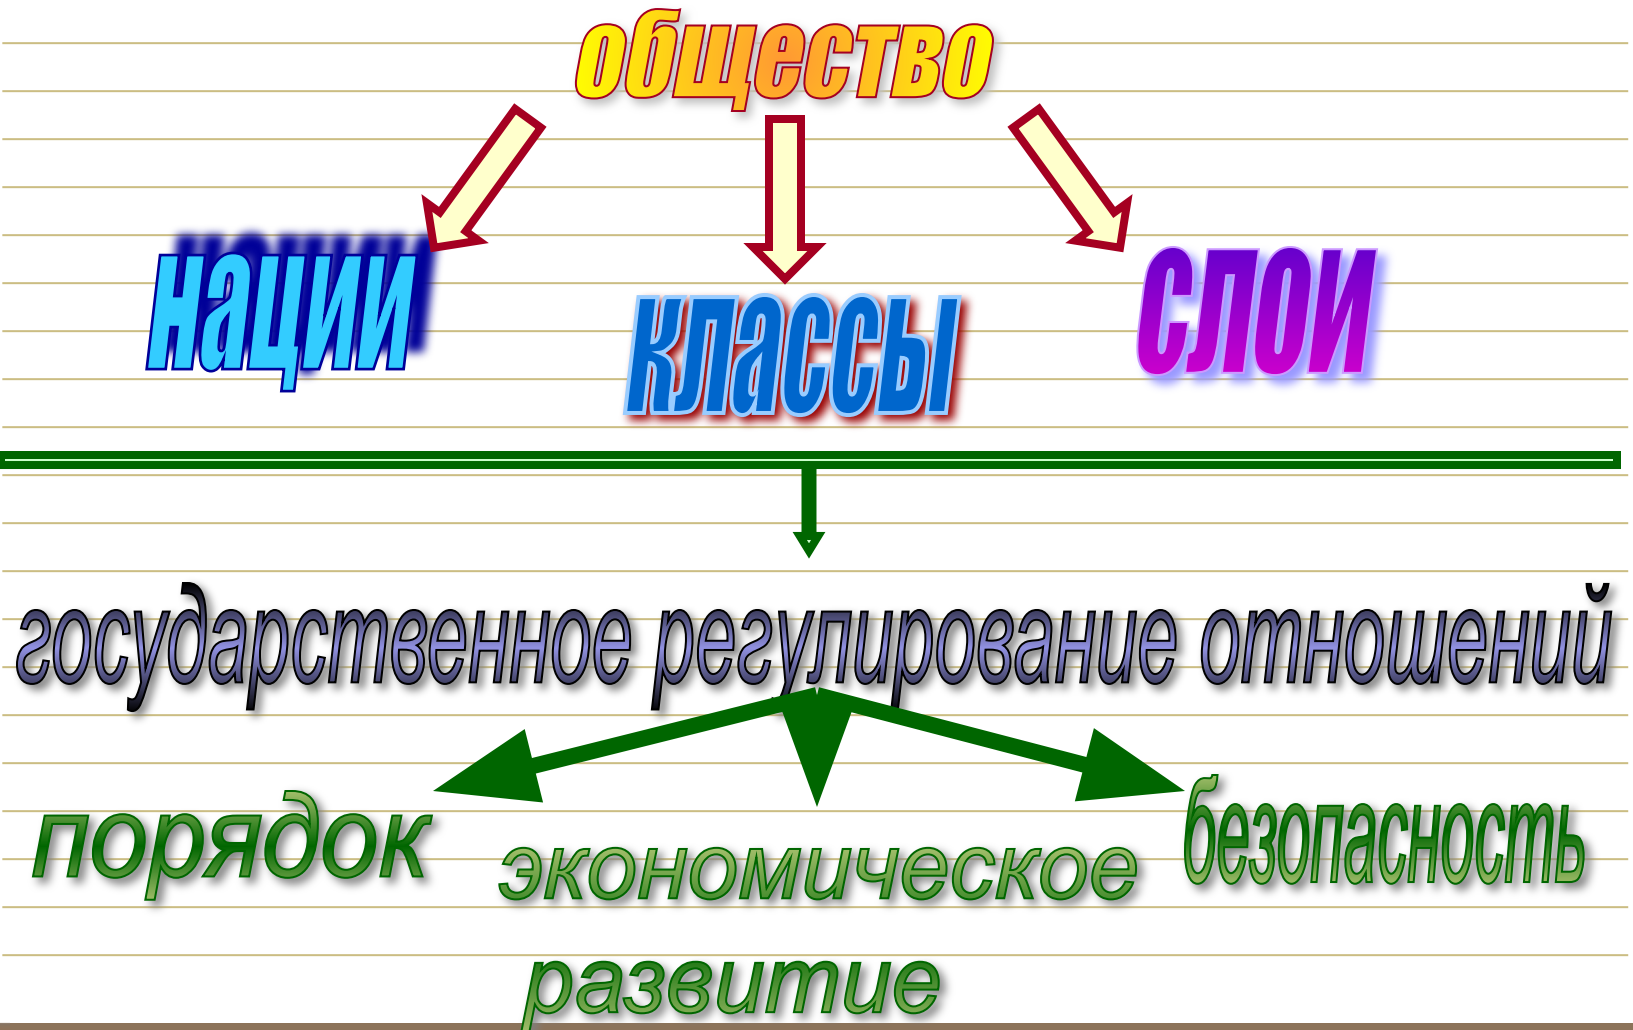 общество
нации
классы
слои
государственное регулирование отношений
порядок
экономическое
развитие
безопасность